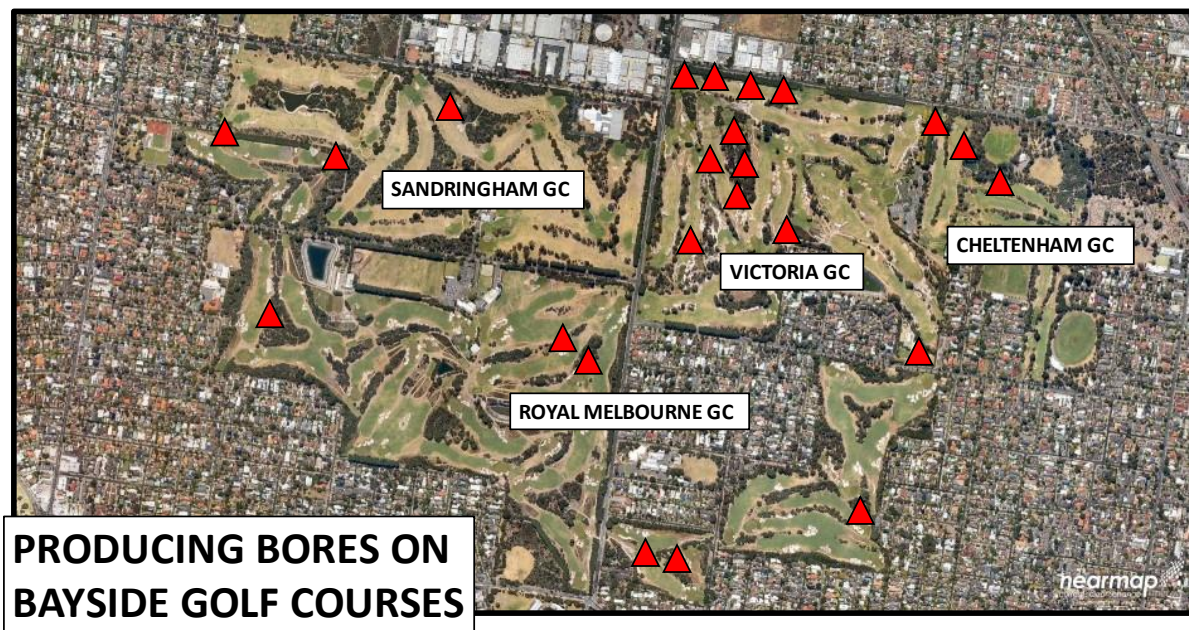 SANDRINGHAM GC
CHELTENHAM GC
VICTORIA GC
ROYAL MELBOURNE GC
PRODUCING BORES ON
BAYSIDE GOLF COURSES
nearmap